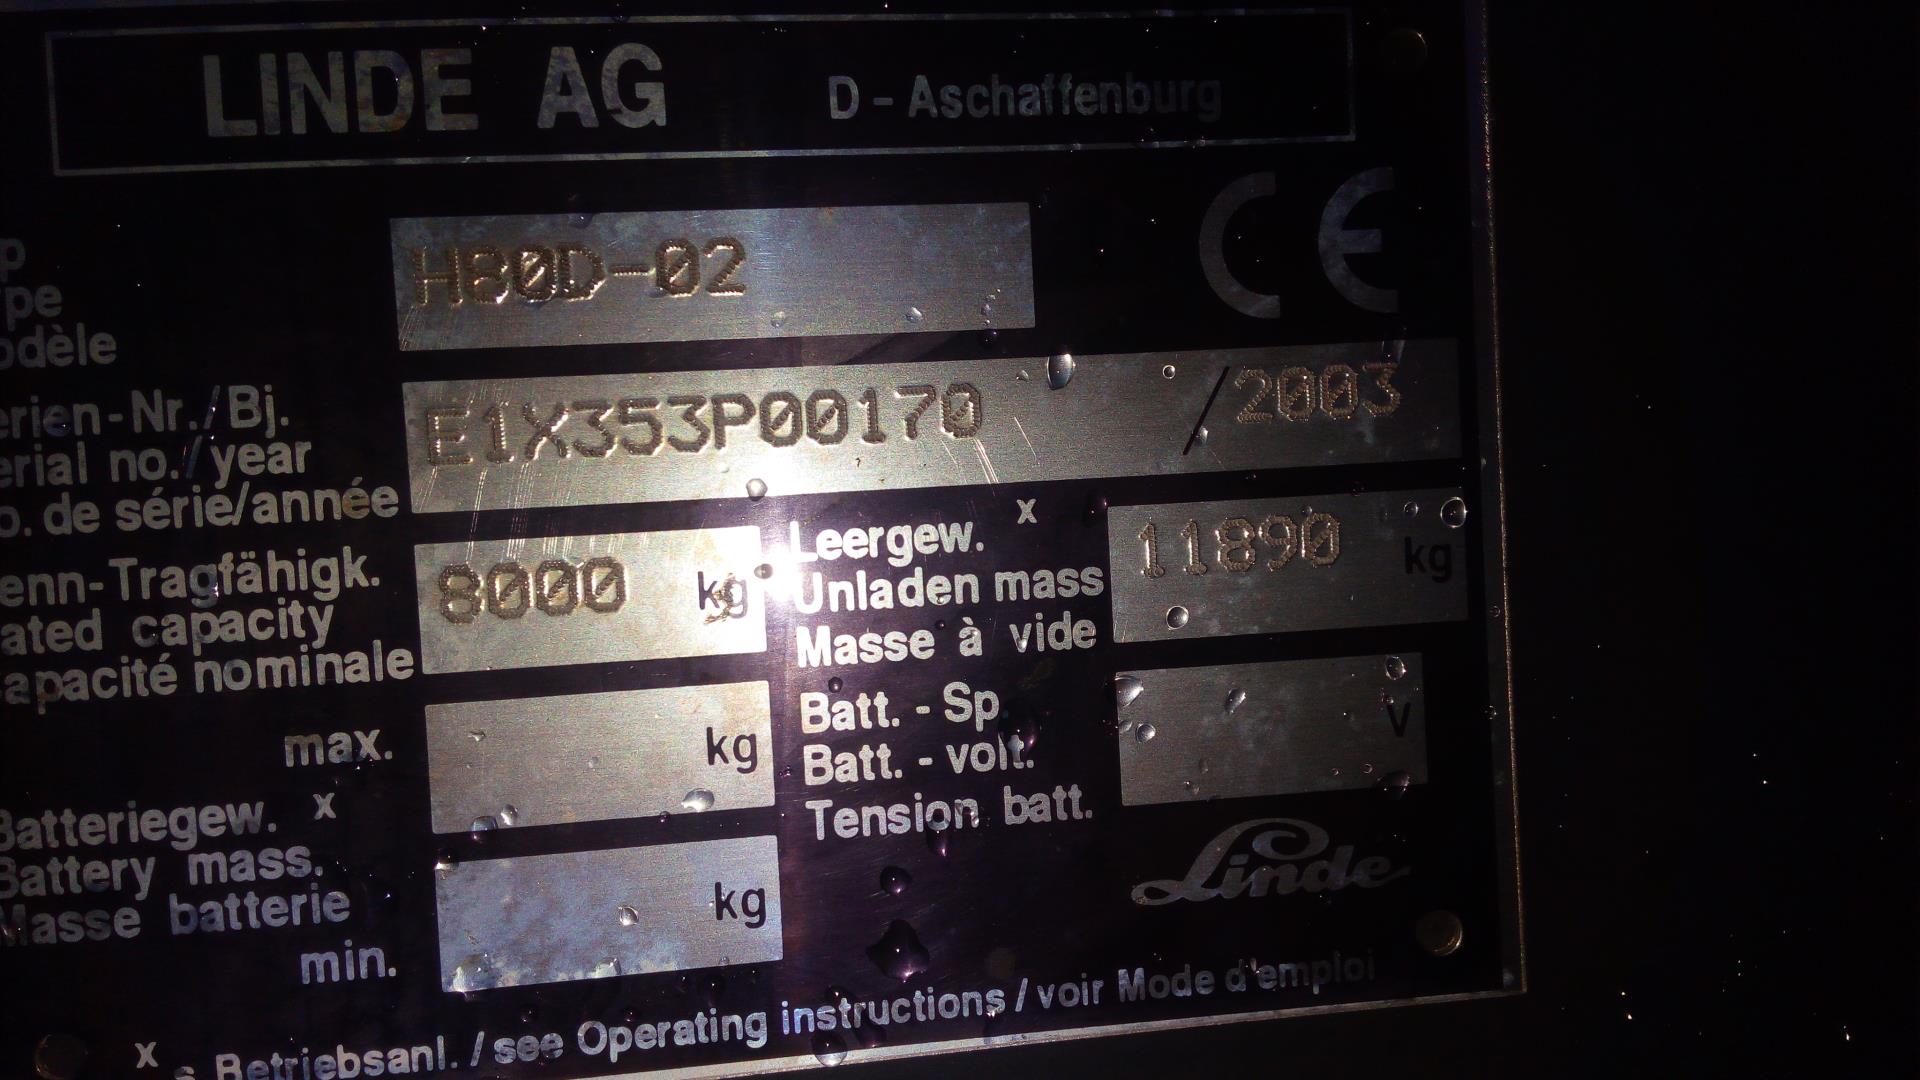 LINDE AG D - Aschaffenburg
CE
H80D-02
odèle
erien-Nr./Bj.
erial no./year
E1X353P00170 /2003
o. de série/année
enn-Tragfähigk.
ated capacity
apacité nominale
8000 kg
Leergew. x
Unladen mass
Masse à vide
11890 kg
max. kg
Batt. - Sp.
Batt. - volt.
Tension batt.
V
Batteriegew. x
Battery mass.
Masse batterie
min. kg
Linde
x s Betriebsanl. / see Operating instructions / voir Mode d'emploi